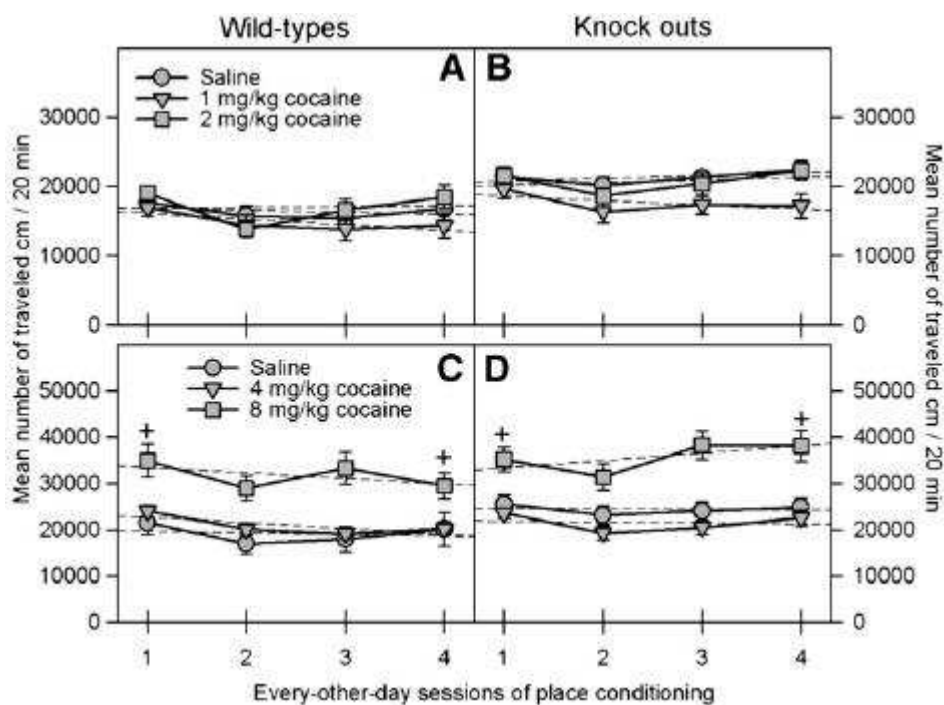 Wild-types
Knock outs
A
B
Saline
1 mg/kg cocaine
2 mg/kg cocaine
30000
20000
10000
0
30000
20000
10000
0
C
D
Saline
4 mg/kg cocaine
8 mg/kg cocaine
50000
40000
30000
20000
10000
0
+
+
+
+
50000
40000
30000
20000
10000
0
Mean number of traveled cm / 20 min
Mean number of traveled cm / 20 min
1 2 3 4 1 2 3 4
Every-other-day sessions of place conditioning